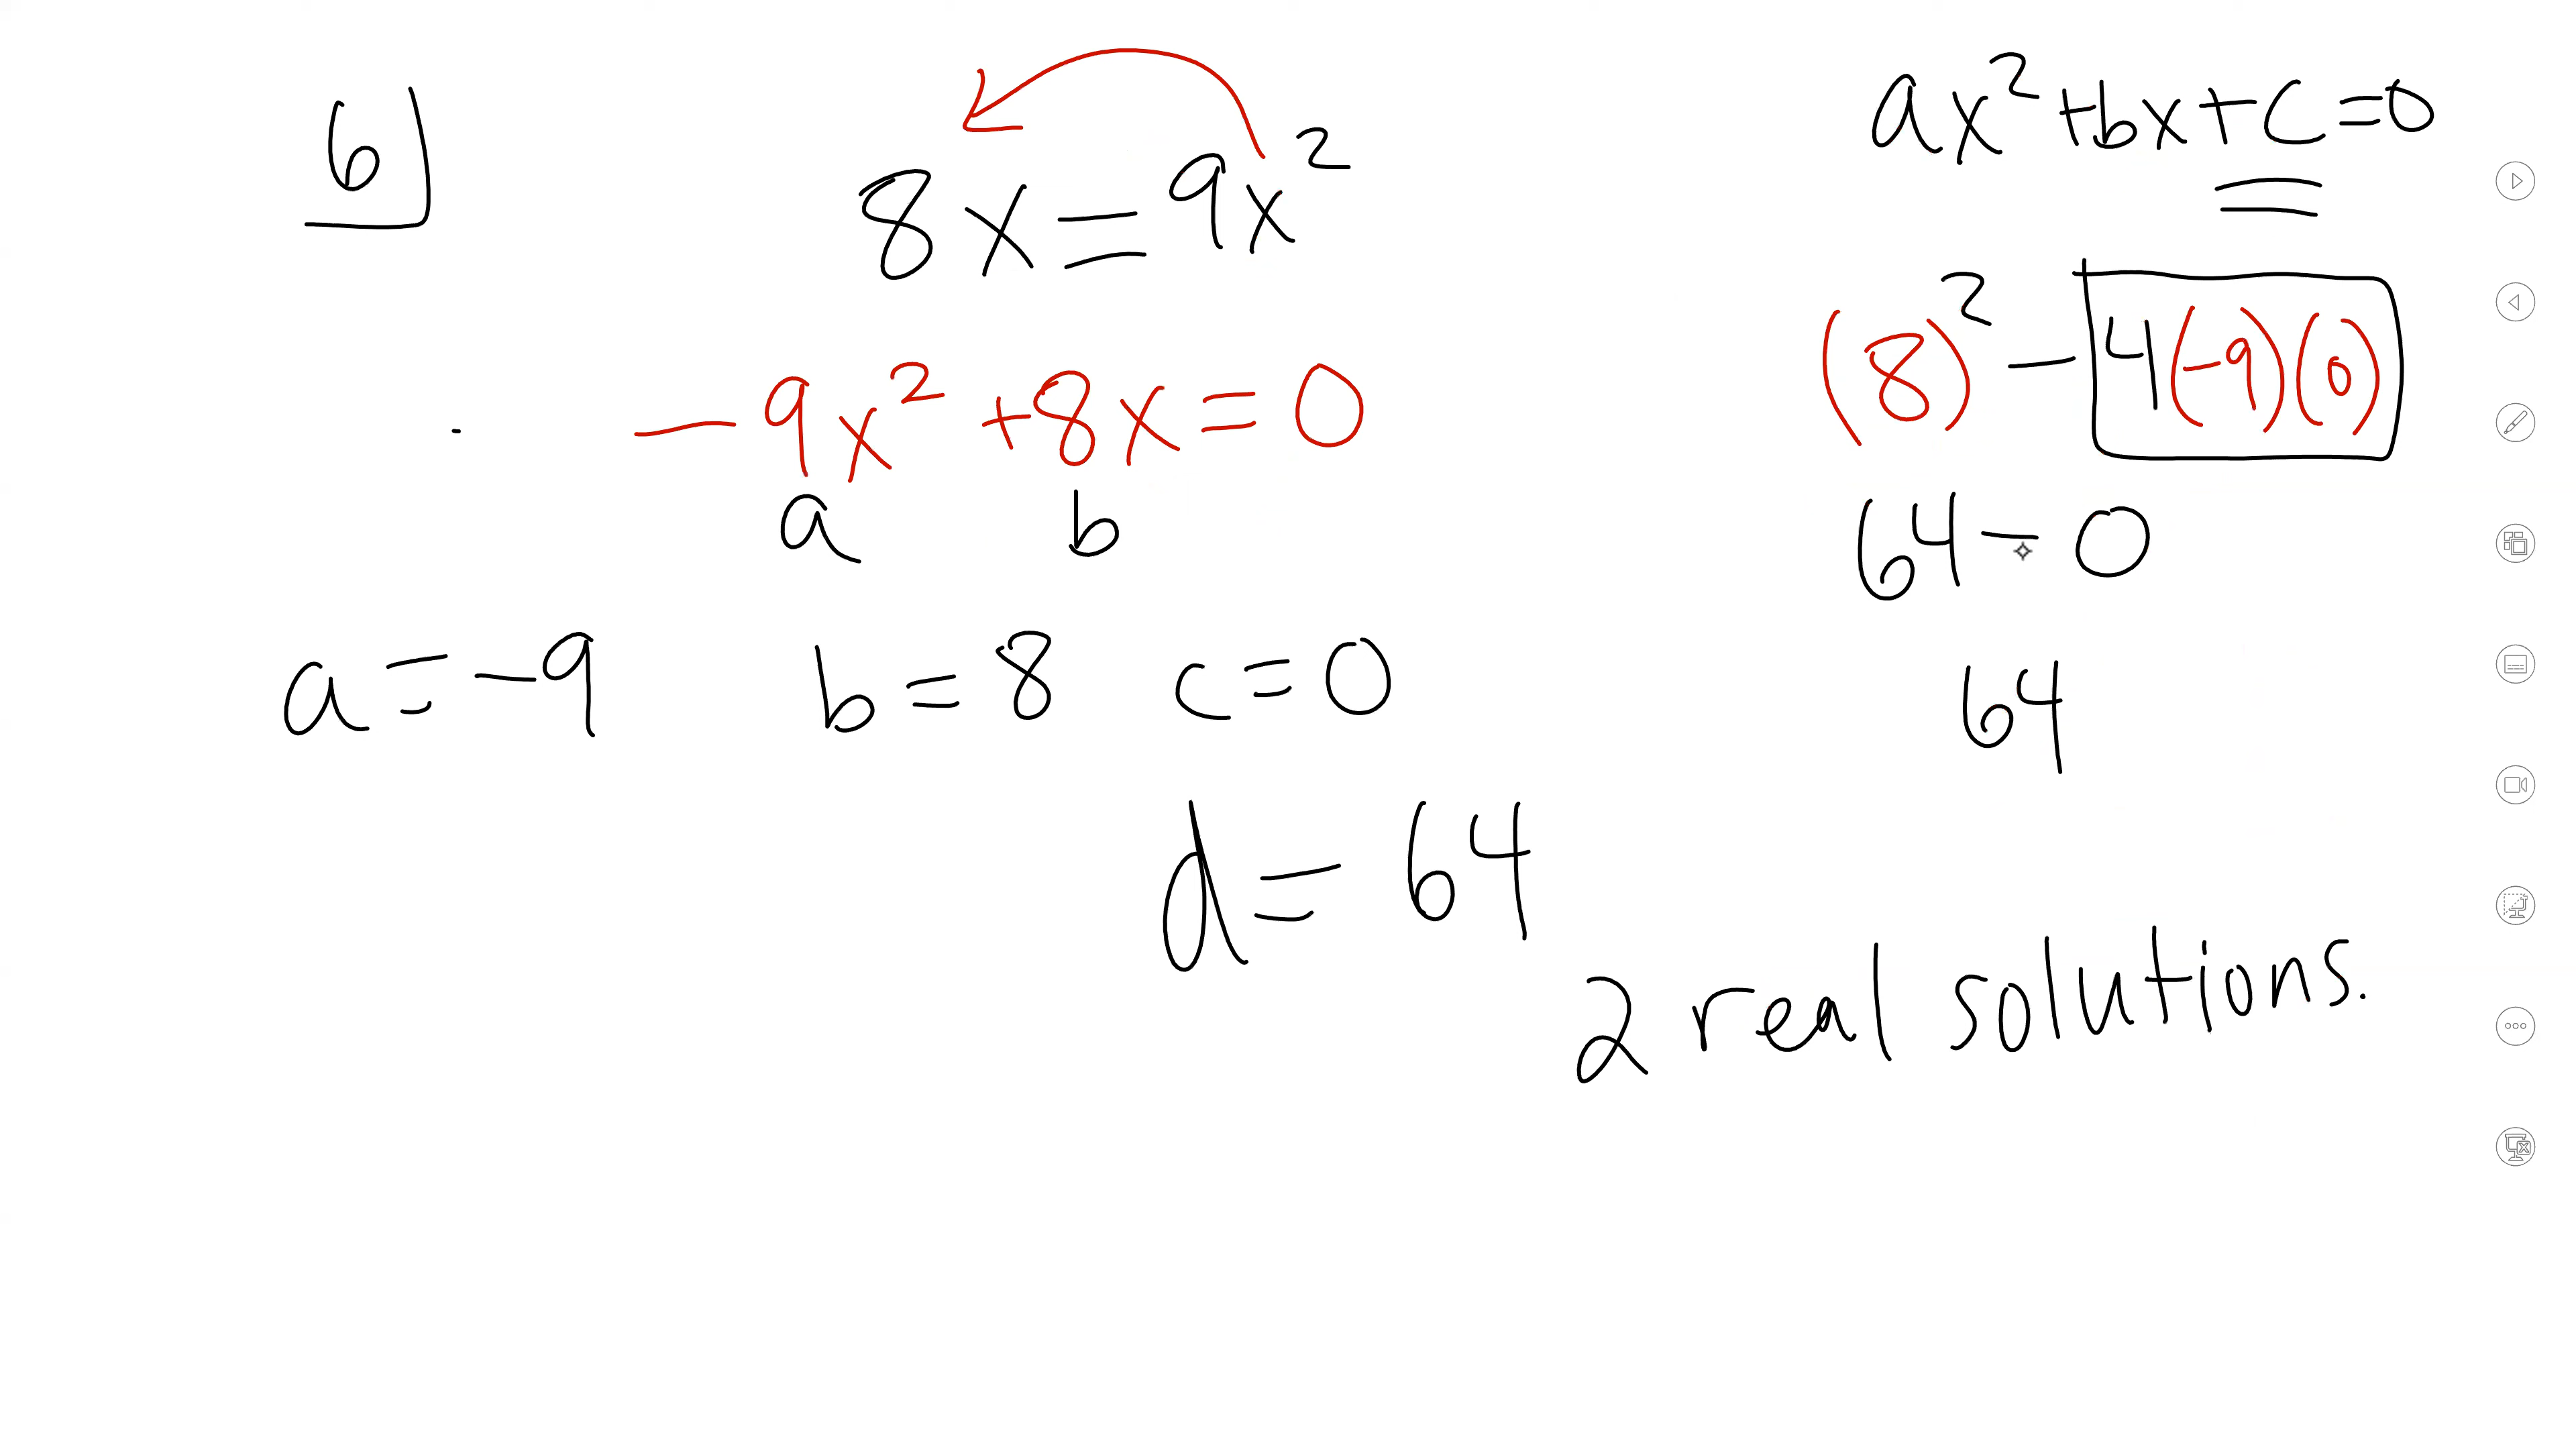 6
8x=9x²
-9x²+8x=0
a b
a=-9 b=8 c=0
d=64
2 real solutions.
ax²+bx+c=0
(8)²-4(-9)(0)
64-0
64